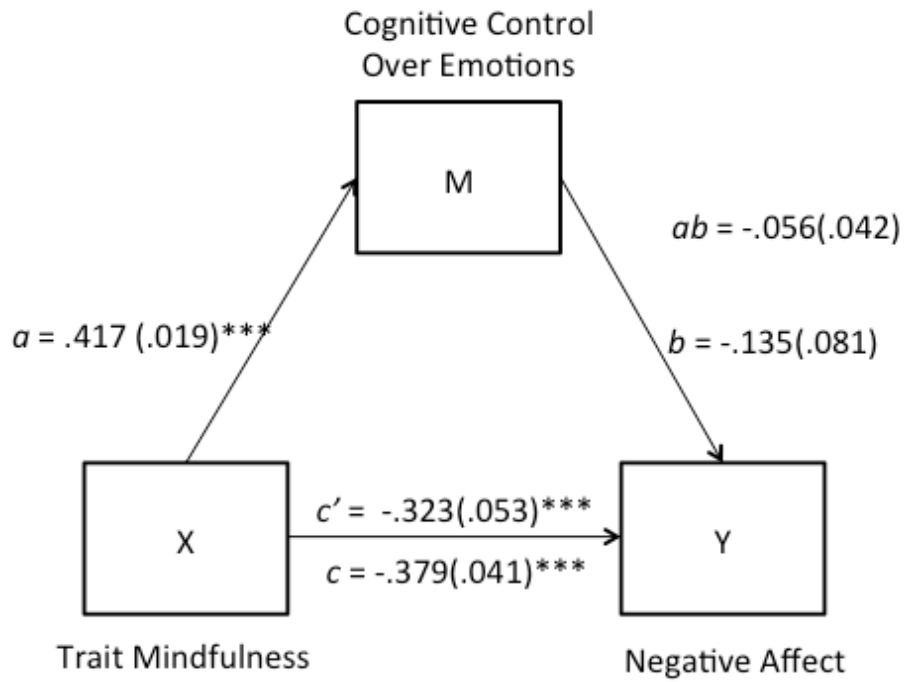 Cognitive Control
Over Emotions
M
ab = -.056(.042)
a = .417 (.019)***
b = -.135(.081)
X
c’ =  -.323(.053)***
c = -.379(.041)***
Y
Trait Mindfulness
Negative Affect